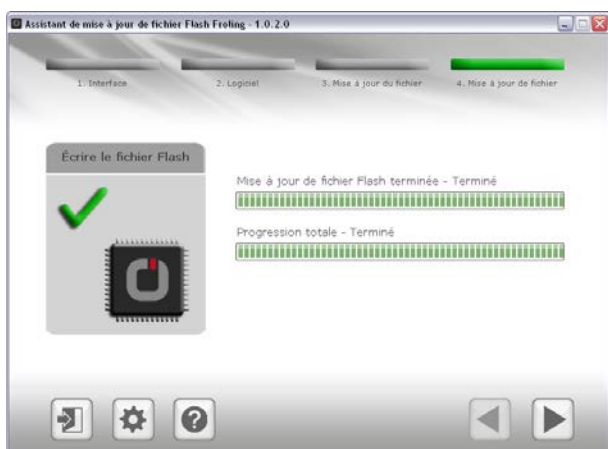 Assistant de mise à jour de fichier Flash Froling - 1.0.2.0
1. Interface
2. Logiciel
3. Mise à jour du fichier
4. Mise à jour de fichier
Écrire le fichier Flash
Mise à jour de fichier Flash terminée - Terminé
Progression totale - Terminé